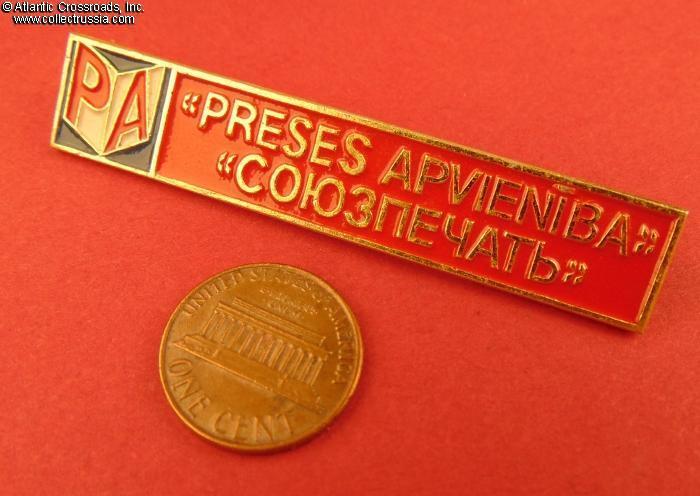 © Atlantic Crossroads, Inc.
www.collectrussia.com
PA
“PRESES APVIENĪBA”
“СОЮЗПЕЧАТЬ”
UNITED STATES OF AMERICA
ONE CENT